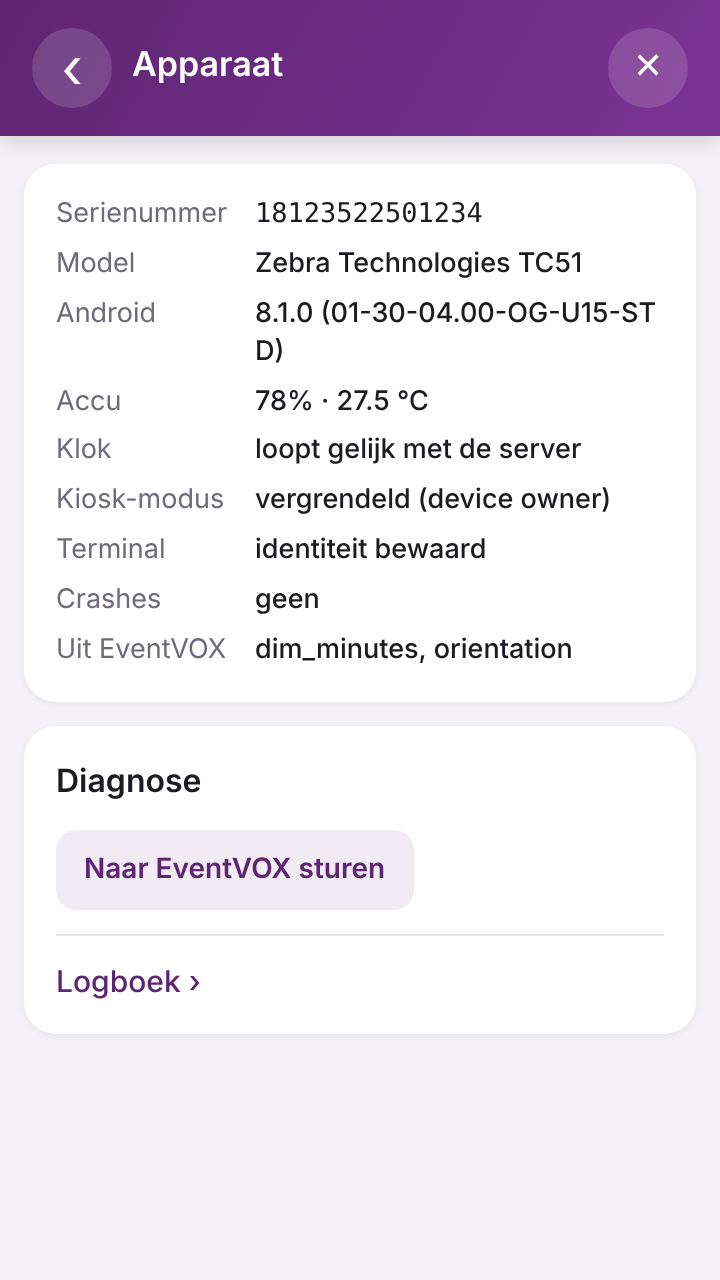 ‹ Apparaat ✕
Serienummer 18123522501234
Model Zebra Technologies TC51
Android 8.1.0 (01-30-04.00-OG-U15-ST
D)
Accu 78% · 27.5 °C
Klok loopt gelijk met de server
Kiosk-modus vergrendeld (device owner)
Terminal identiteit bewaard
Crashes geen
Uit EventVOX dim_minutes, orientation
Diagnose
Naar EventVOX sturen
Logboek ›